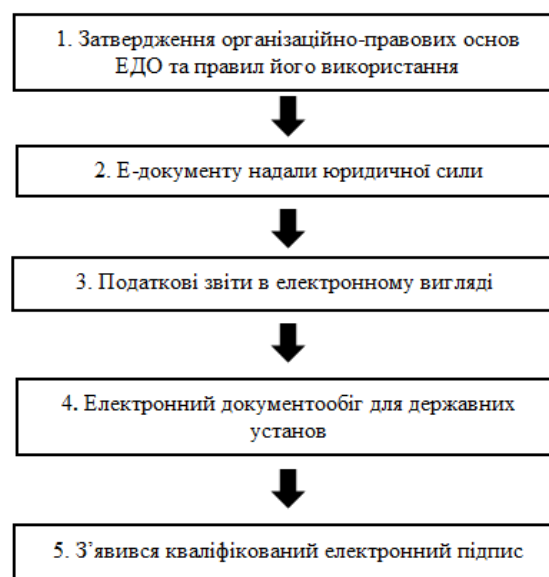 1. Затвердження організаційно-правових основ
ЕДО та правил його використання
2. Е-документу надали юридичної сили
3. Податкові звіти в електронному вигляді
4. Електронний документообіг для державних
установ
5. З’явився кваліфікований електронний підпис